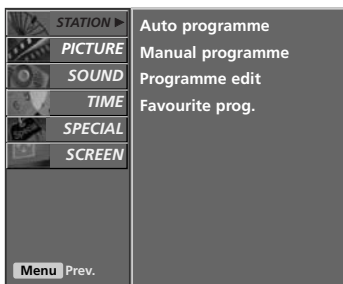 STATION ▶
PICTURE
SOUND
TIME
SPECIAL
SCREEN
Menu Prev.
Auto programme
Manual programme
Programme edit
Favourite prog.